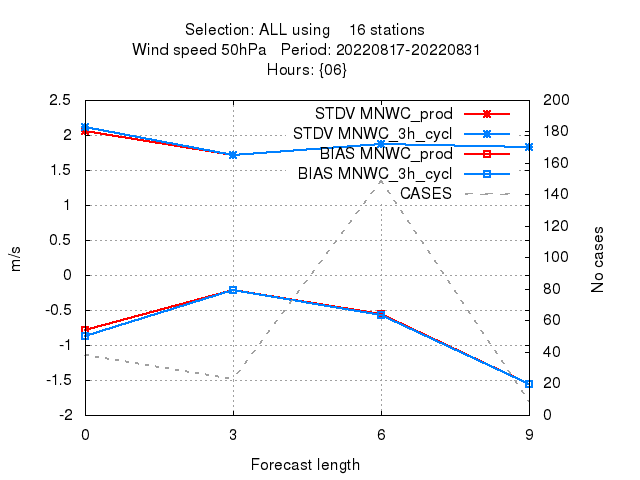 Selection: ALL using    16 stations
Wind speed 50hPa   Period: 20220817-20220831
Hours: {06}
2.5
2
1.5
1
0.5
0
-0.5
-1
-1.5
-2
m/s
STDV MNWC_prod
STDV MNWC_3h_cycl
BIAS MNWC_prod
BIAS MNWC_3h_cycl
CASES
200
180
160
140
120
100
80
60
40
20
0
No cases
0 3 6 9
Forecast length